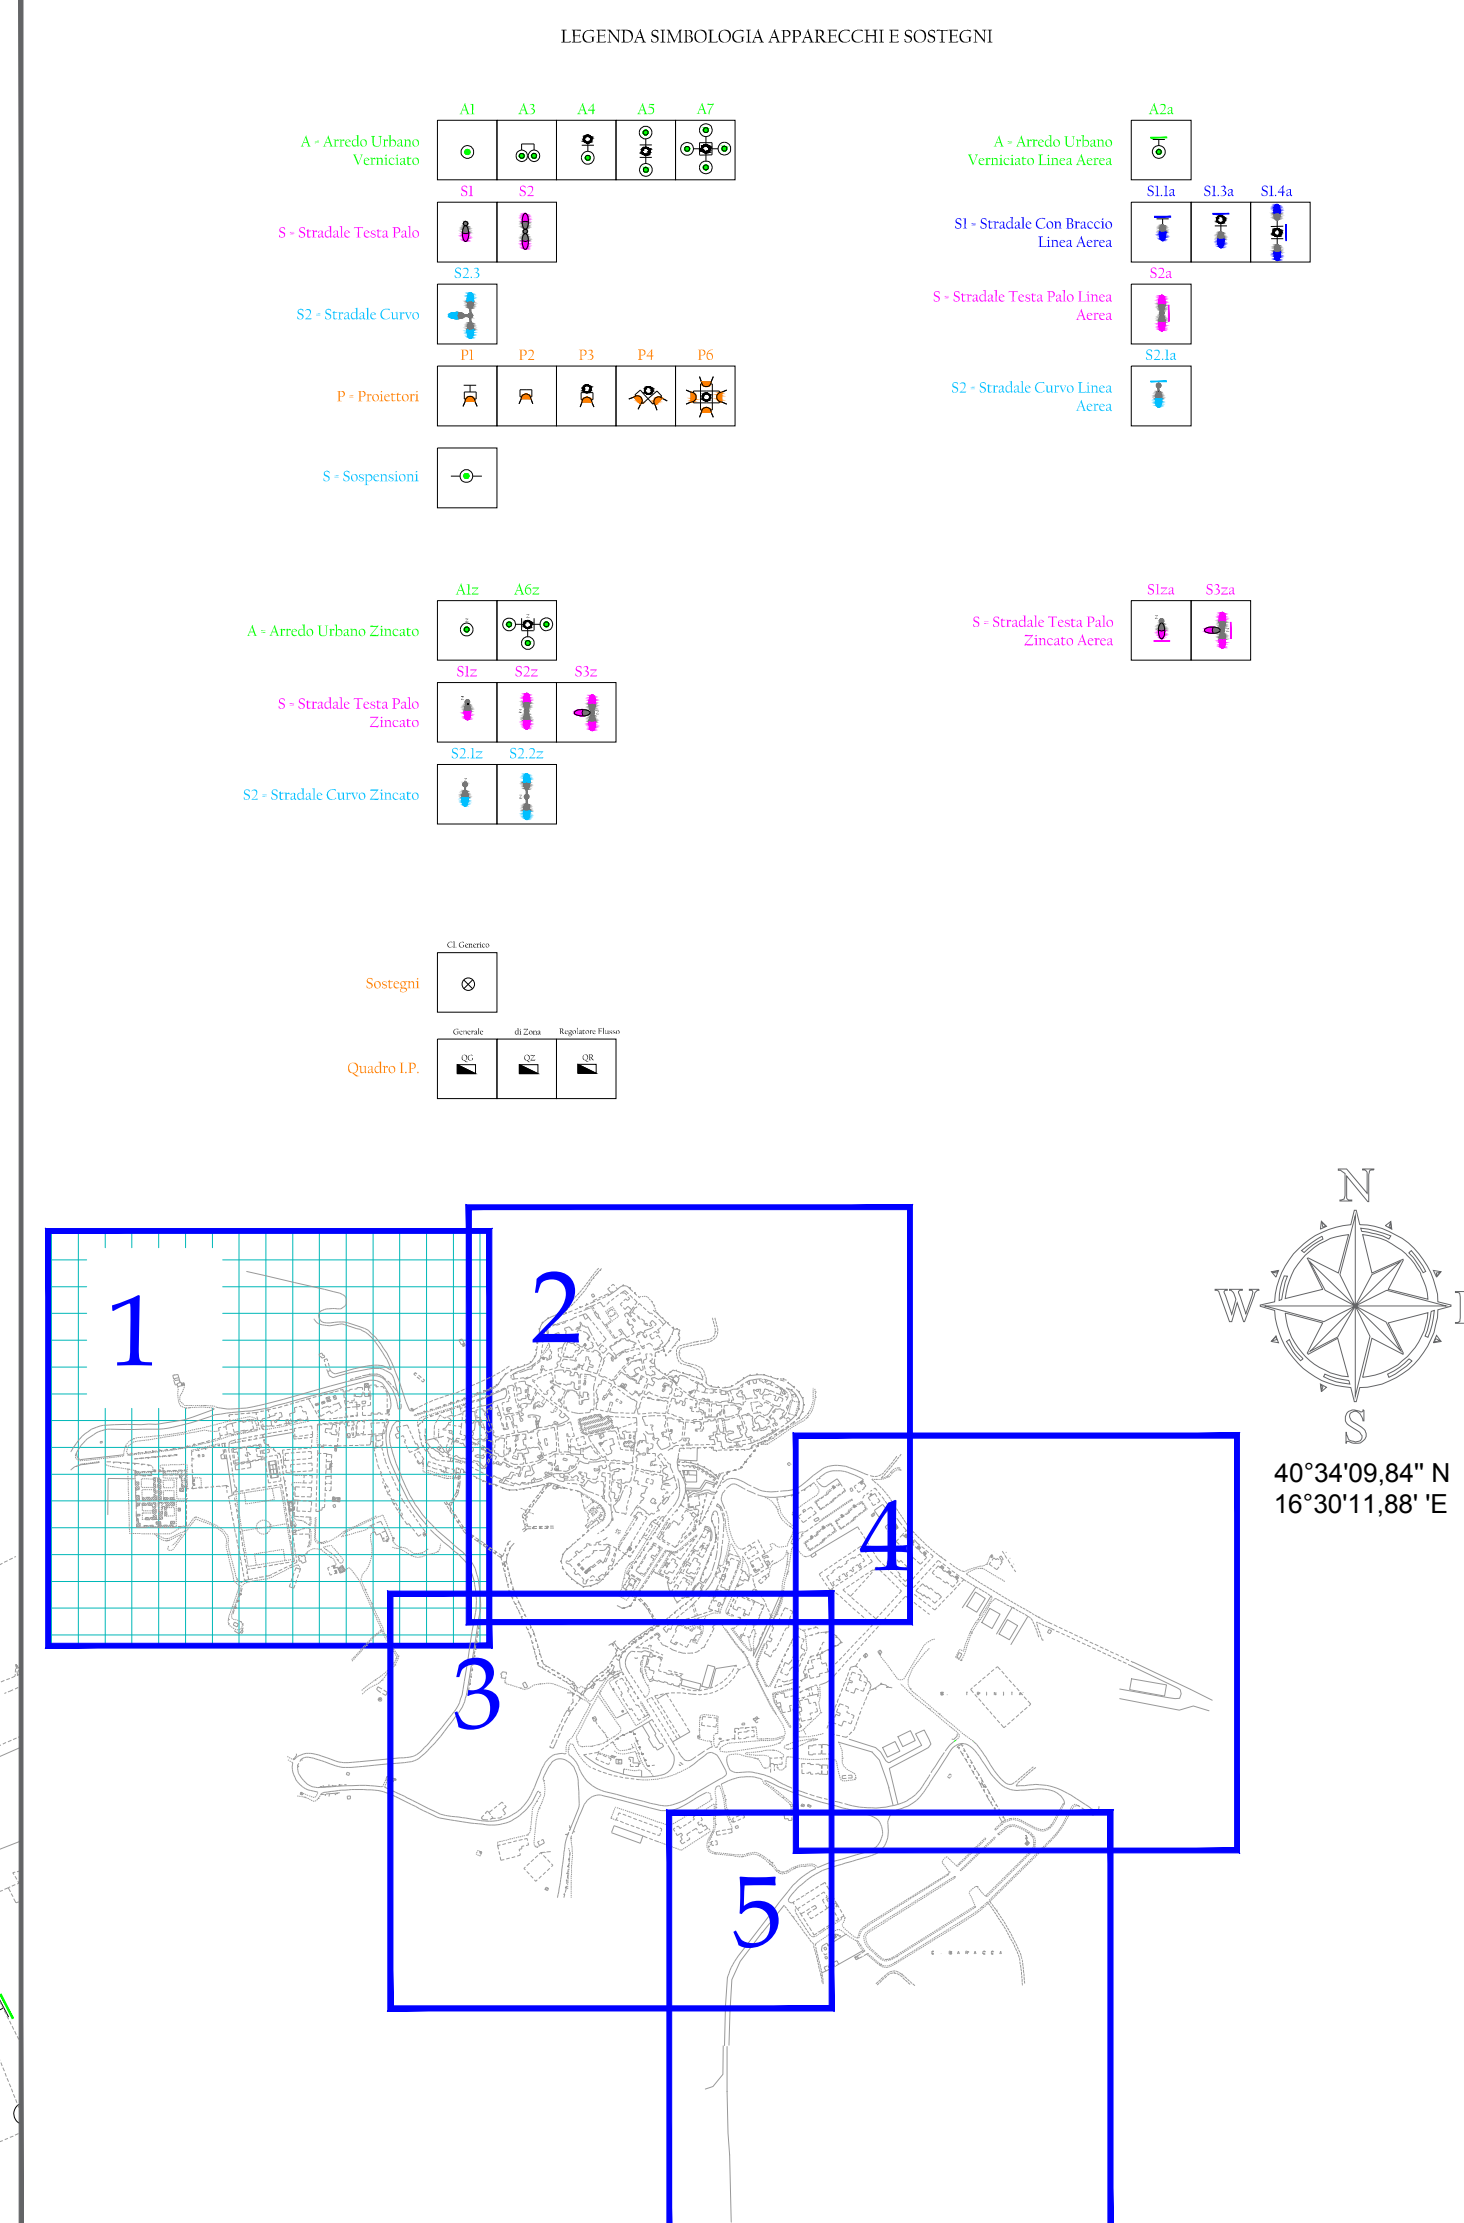 LEGENDA SIMBOLOGIA APPARECCHI E SOSTEGNI
A1 A3 A4 A5 A7
A = Arredo Urbano
Verniciato
S1 S2
S = Stradale Testa Palo
S2.3
S2 = Stradale Curvo
P1 P2 P3 P4 P6
P = Proiettori
S = Sospensioni
A2a
A = Arredo Urbano
Verniciato Linea Aerea
S1.1a S1.3a S1.4a
S1 = Stradale Con Braccio
Linea Aerea
S2a
S = Stradale Testa Palo Linea
Aerea
S2.1a
S2 = Stradale Curvo Linea
Aerea
A1z A6z
A = Arredo Urbano Zincato
S1z S2z S3z
S = Stradale Testa Palo
Zincato
S2.1z S2.2z
S2 = Stradale Curvo Zincato
S1za S3za
S = Stradale Testa Palo
Zincato Aerea
Cl. Generico
Sostegni
Generale di Zona Regolatore Flusso
QG QZ QR
Quadro I.P.
N
W
S
40°34'09,84" N
16°30'11,88' 'E
1
2
3
4
5